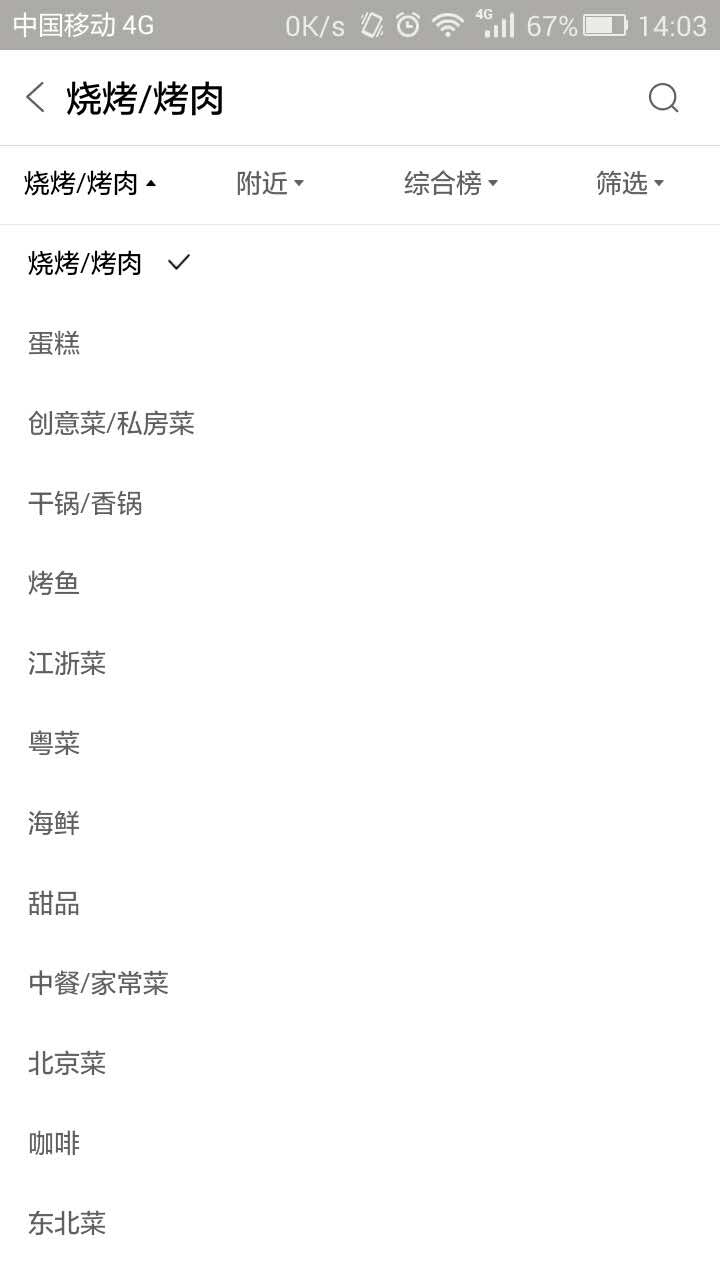 中国移动 4G 0K/s 4G 67% 14:03
烧烤/烤肉
烧烤/烤肉 附近 综合榜 筛选
烧烤/烤肉
蛋糕
创意菜/私房菜
干锅/香锅
烤鱼
江浙菜
粤菜
海鲜
甜品
中餐/家常菜
北京菜
咖啡
东北菜